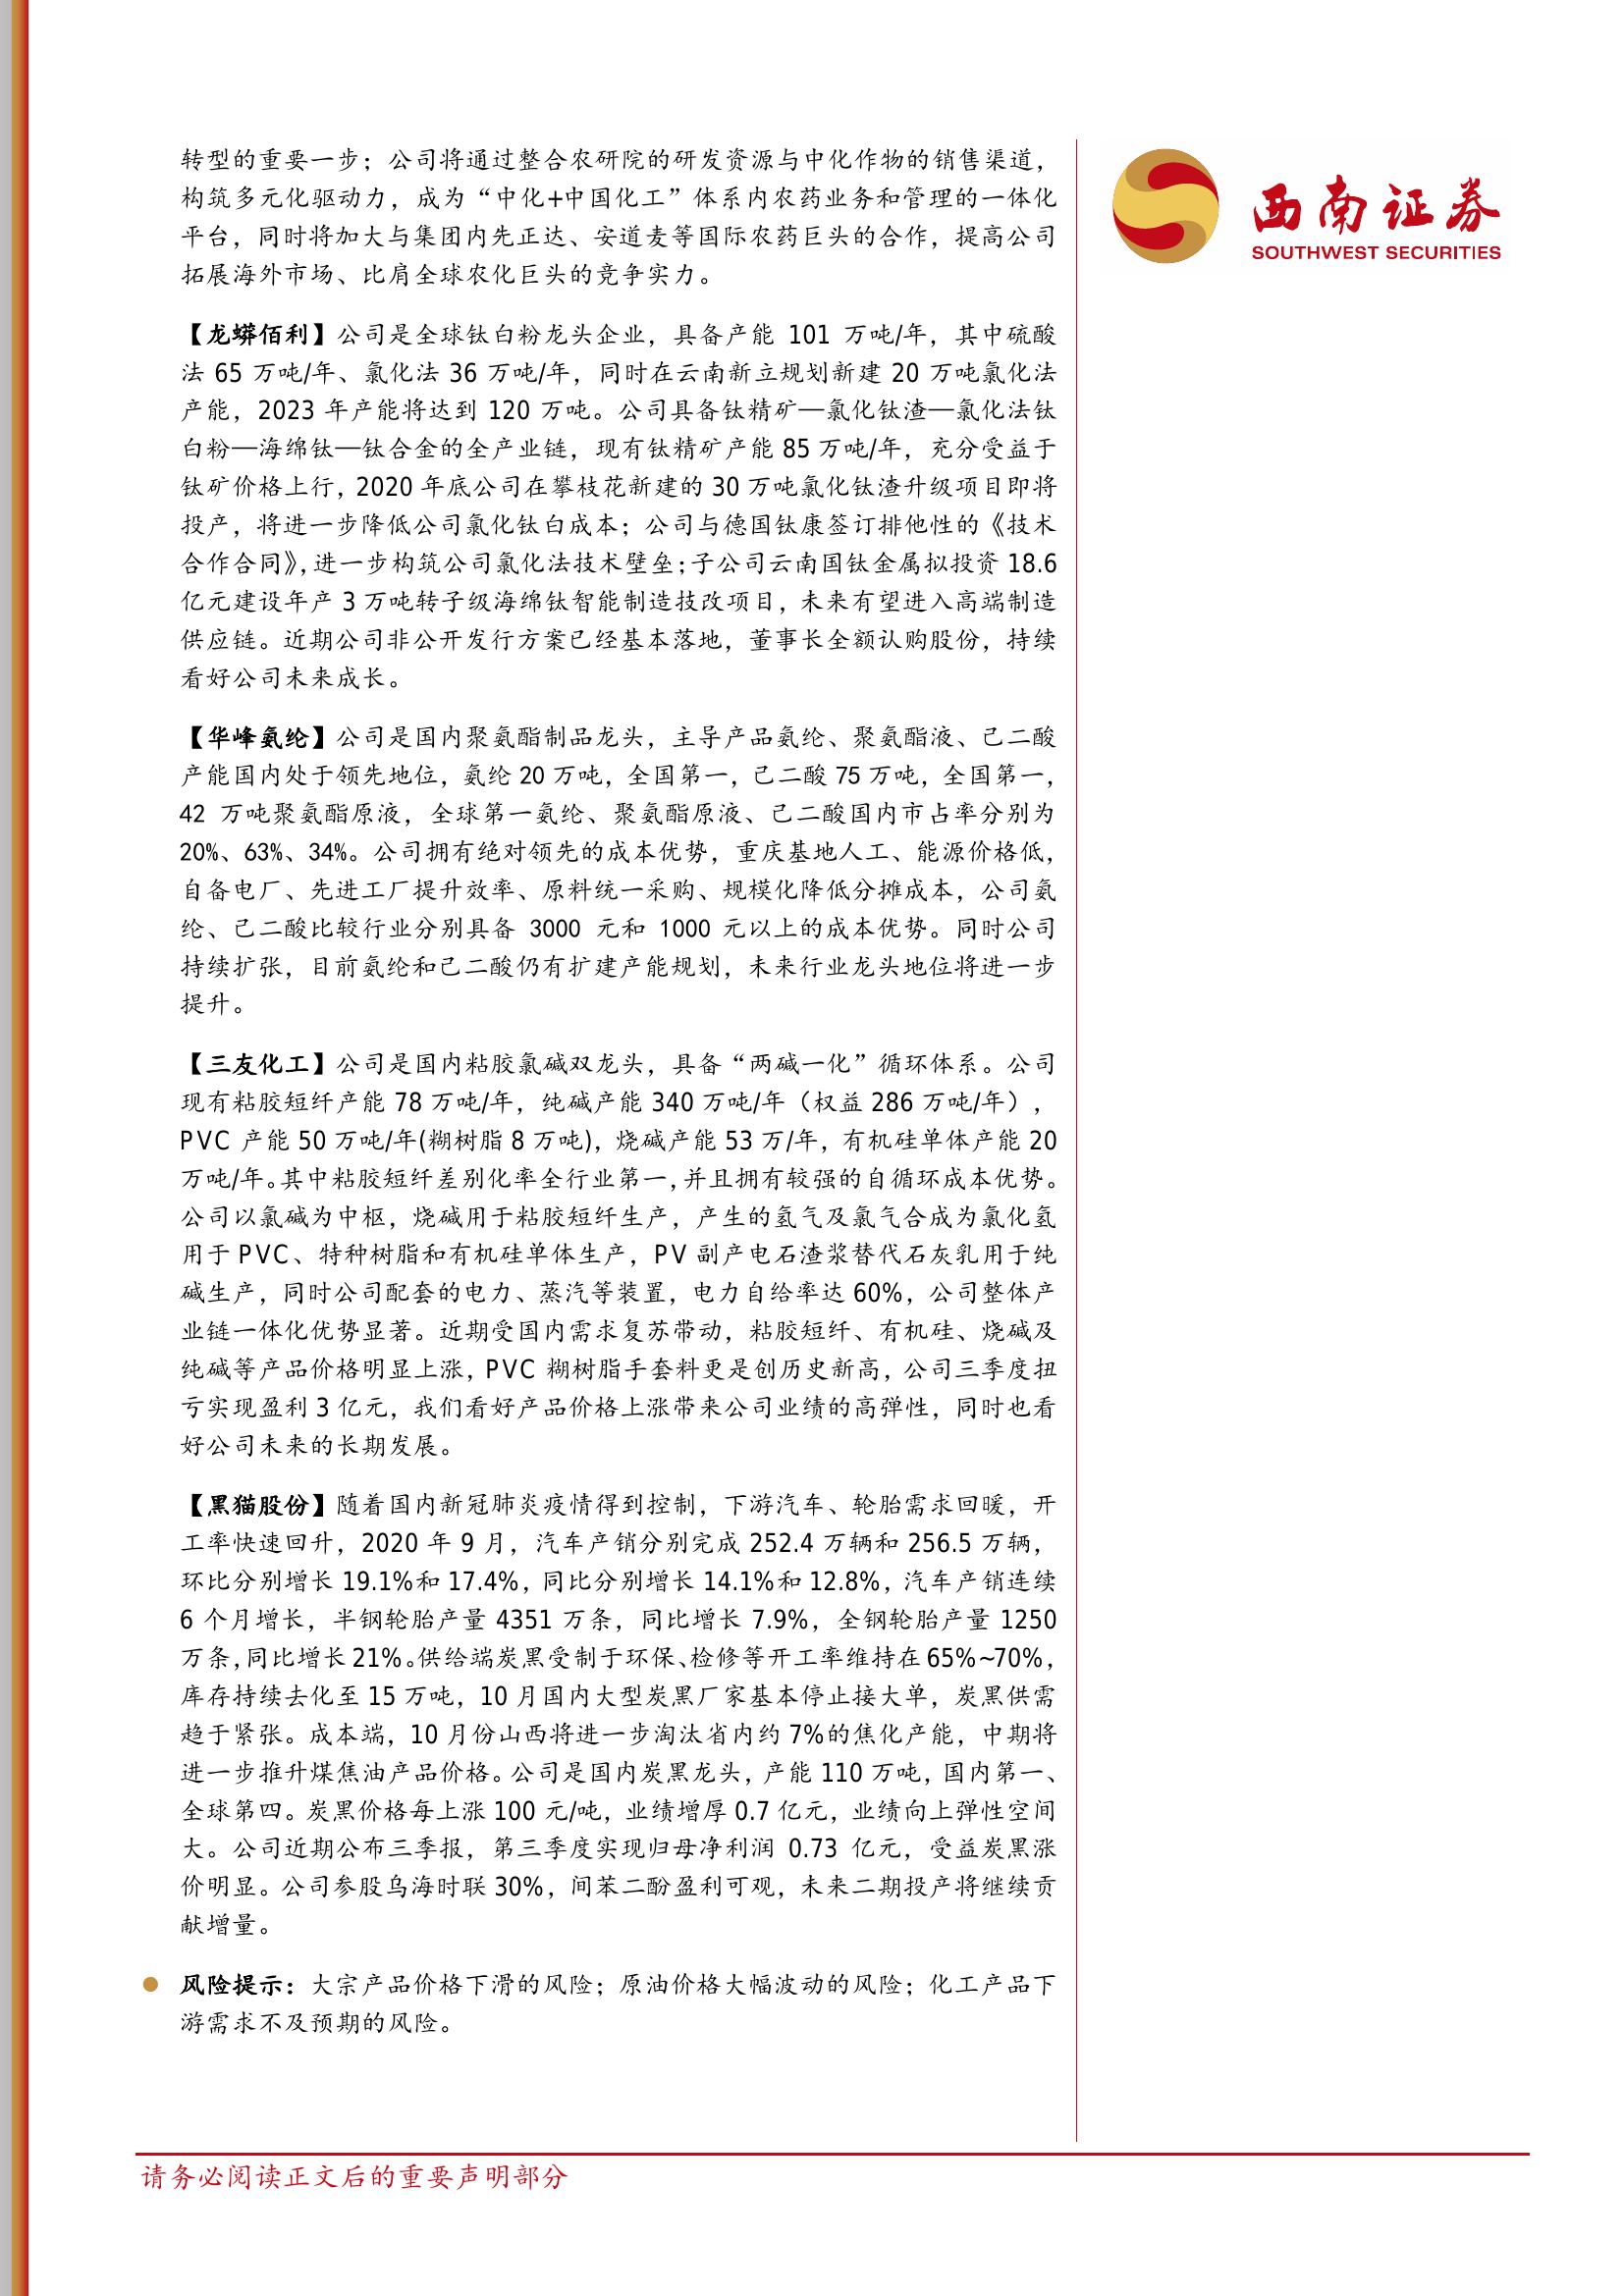 转型的重要一步；公司将通过整合农研院的研发资源与中化作物的销售渠道，
构筑多元化驱动力，成为“中化+中国化工”体系内农药业务和管理的一体化
平台，同时将加大与集团内先正达、安道麦等国际农药巨头的合作，提高公司
拓展海外市场、比肩全球农化巨头的竞争实力。
西南证券
SOUTHWEST SECURITIES
【龙蟒佰利】公司是全球钛白粉龙头企业，具备产能 101 万吨/年，其中硫酸
法 65 万吨/年、氯化法 36 万吨/年，同时在云南新立规划新建 20 万吨氯化法
产能，2023 年产能将达到 120 万吨。公司具备钛精矿—氯化钛渣—氯化法钛
白粉—海绵钛—钛合金的全产业链，现有钛精矿产能 85 万吨/年，充分受益于
钛矿价格上行，2020 年底公司在攀枝花新建的 30 万吨氯化钛渣升级项目即将
投产，将进一步降低公司氯化钛白成本；公司与德国钛康签订排他性的《技术
合作合同》，进一步构筑公司氯化法技术壁垒；子公司云南国钛金属拟投资 18.6
亿元建设年产 3 万吨转子级海绵钛智能制造技改项目，未来有望进入高端制造
供应链。近期公司非公开发行方案已经基本落地，董事长全额认购股份，持续
看好公司未来成长。
【华峰氨纶】公司是国内聚氨酯制品龙头，主导产品氨纶、聚氨酯液、己二酸
产能国内处于领先地位，氨纶 20 万吨，全国第一，己二酸 75 万吨，全国第一，
42 万吨聚氨酯原液，全球第一氨纶、聚氨酯原液、己二酸国内市占率分别为
20%、63%、34%。公司拥有绝对领先的成本优势，重庆基地人工、能源价格低，
自备电厂、先进工厂提升效率、原料统一采购、规模化降低分摊成本，公司氨
纶、己二酸比较行业分别具备 3000 元和 1000 元以上的成本优势。同时公司
持续扩张，目前氨纶和己二酸仍有扩建产能规划，未来行业龙头地位将进一步
提升。
【三友化工】公司是国内粘胶氯碱双龙头，具备“两碱一化”循环体系。公司
现有粘胶短纤产能 78 万吨/年，纯碱产能 340 万吨/年（权益 286 万吨/年），
PVC 产能 50 万吨/年(糊树脂 8 万吨)，烧碱产能 53 万/年，有机硅单体产能 20
万吨/年。其中粘胶短纤差别化率全行业第一，并且拥有较强的自循环成本优势。
公司以氯碱为中枢，烧碱用于粘胶短纤生产，产生的氢气及氯气合成为氯化氢
用于 PVC、特种树脂和有机硅单体生产，PV 副产电石渣浆替代石灰乳用于纯
碱生产，同时公司配套的电力、蒸汽等装置，电力自给率达 60%，公司整体产
业链一体化优势显著。近期受国内需求复苏带动，粘胶短纤、有机硅、烧碱及
纯碱等产品价格明显上涨，PVC 糊树脂手套料更是创历史新高，公司三季度扭
亏实现盈利 3 亿元，我们看好产品价格上涨带来公司业绩的高弹性，同时也看
好公司未来的长期发展。
【黑猫股份】随着国内新冠肺炎疫情得到控制，下游汽车、轮胎需求回暖，开
工率快速回升，2020 年 9 月，汽车产销分别完成 252.4 万辆和 256.5 万辆，
环比分别增长 19.1%和 17.4%，同比分别增长 14.1%和 12.8%，汽车产销连续
6 个月增长，半钢轮胎产量 4351 万条，同比增长 7.9%，全钢轮胎产量 1250
万条，同比增长 21%。供给端炭黑受制于环保、检修等开工率维持在 65%~70%，
库存持续去化至 15 万吨，10 月国内大型炭黑厂家基本停止接大单，炭黑供需
趋于紧张。成本端，10 月份山西将进一步淘汰省内约 7%的焦化产能，中期将
进一步推升煤焦油产品价格。公司是国内炭黑龙头，产能 110 万吨，国内第一、
全球第四。炭黑价格每上涨 100 元/吨，业绩增厚 0.7 亿元，业绩向上弹性空间
大。公司近期公布三季报，第三季度实现归母净利润 0.73 亿元，受益炭黑涨
价明显。公司参股乌海时联 30%，间苯二酚盈利可观，未来二期投产将继续贡
献增量。
风险提示：大宗产品价格下滑的风险；原油价格大幅波动的风险；化工产品下
游需求不及预期的风险。
请务必阅读正文后的重要声明部分